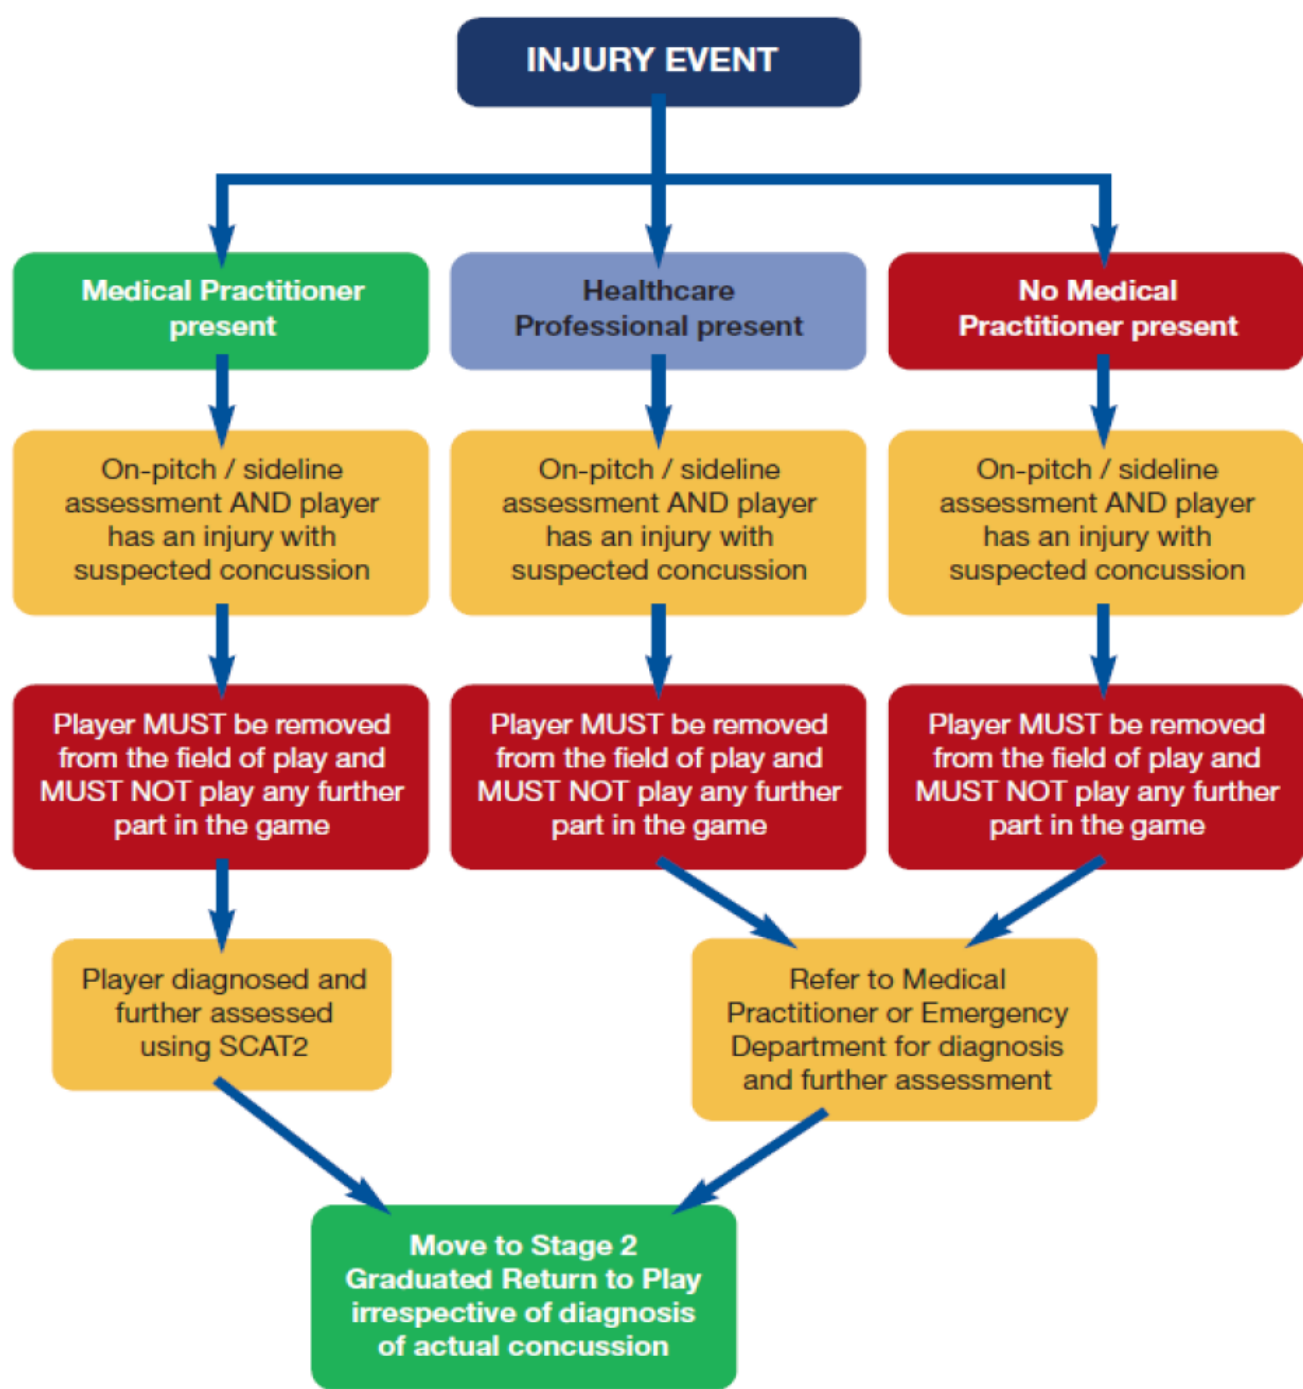 INJURY EVENT
Medical Practitioner
present
Healthcare
Professional present
No Medical
Practitioner present
On-pitch / sideline
assessment AND player
has an injury with
suspected concussion
On-pitch / sideline
assessment AND player
has an injury with
suspected concussion
On-pitch / sideline
assessment AND player
has an injury with
suspected concussion
Player MUST be removed
from the field of play and
MUST NOT play any further
part in the game
Player MUST be removed
from the field of play and
MUST NOT play any further
part in the game
Player MUST be removed
from the field of play and
MUST NOT play any further
part in the game
Player diagnosed and
further assessed
using SCAT2
Refer to Medical
Practitioner or Emergency
Department for diagnosis
and further assessment
Move to Stage 2
Graduated Return to Play
irrespective of diagnosis
of actual concussion